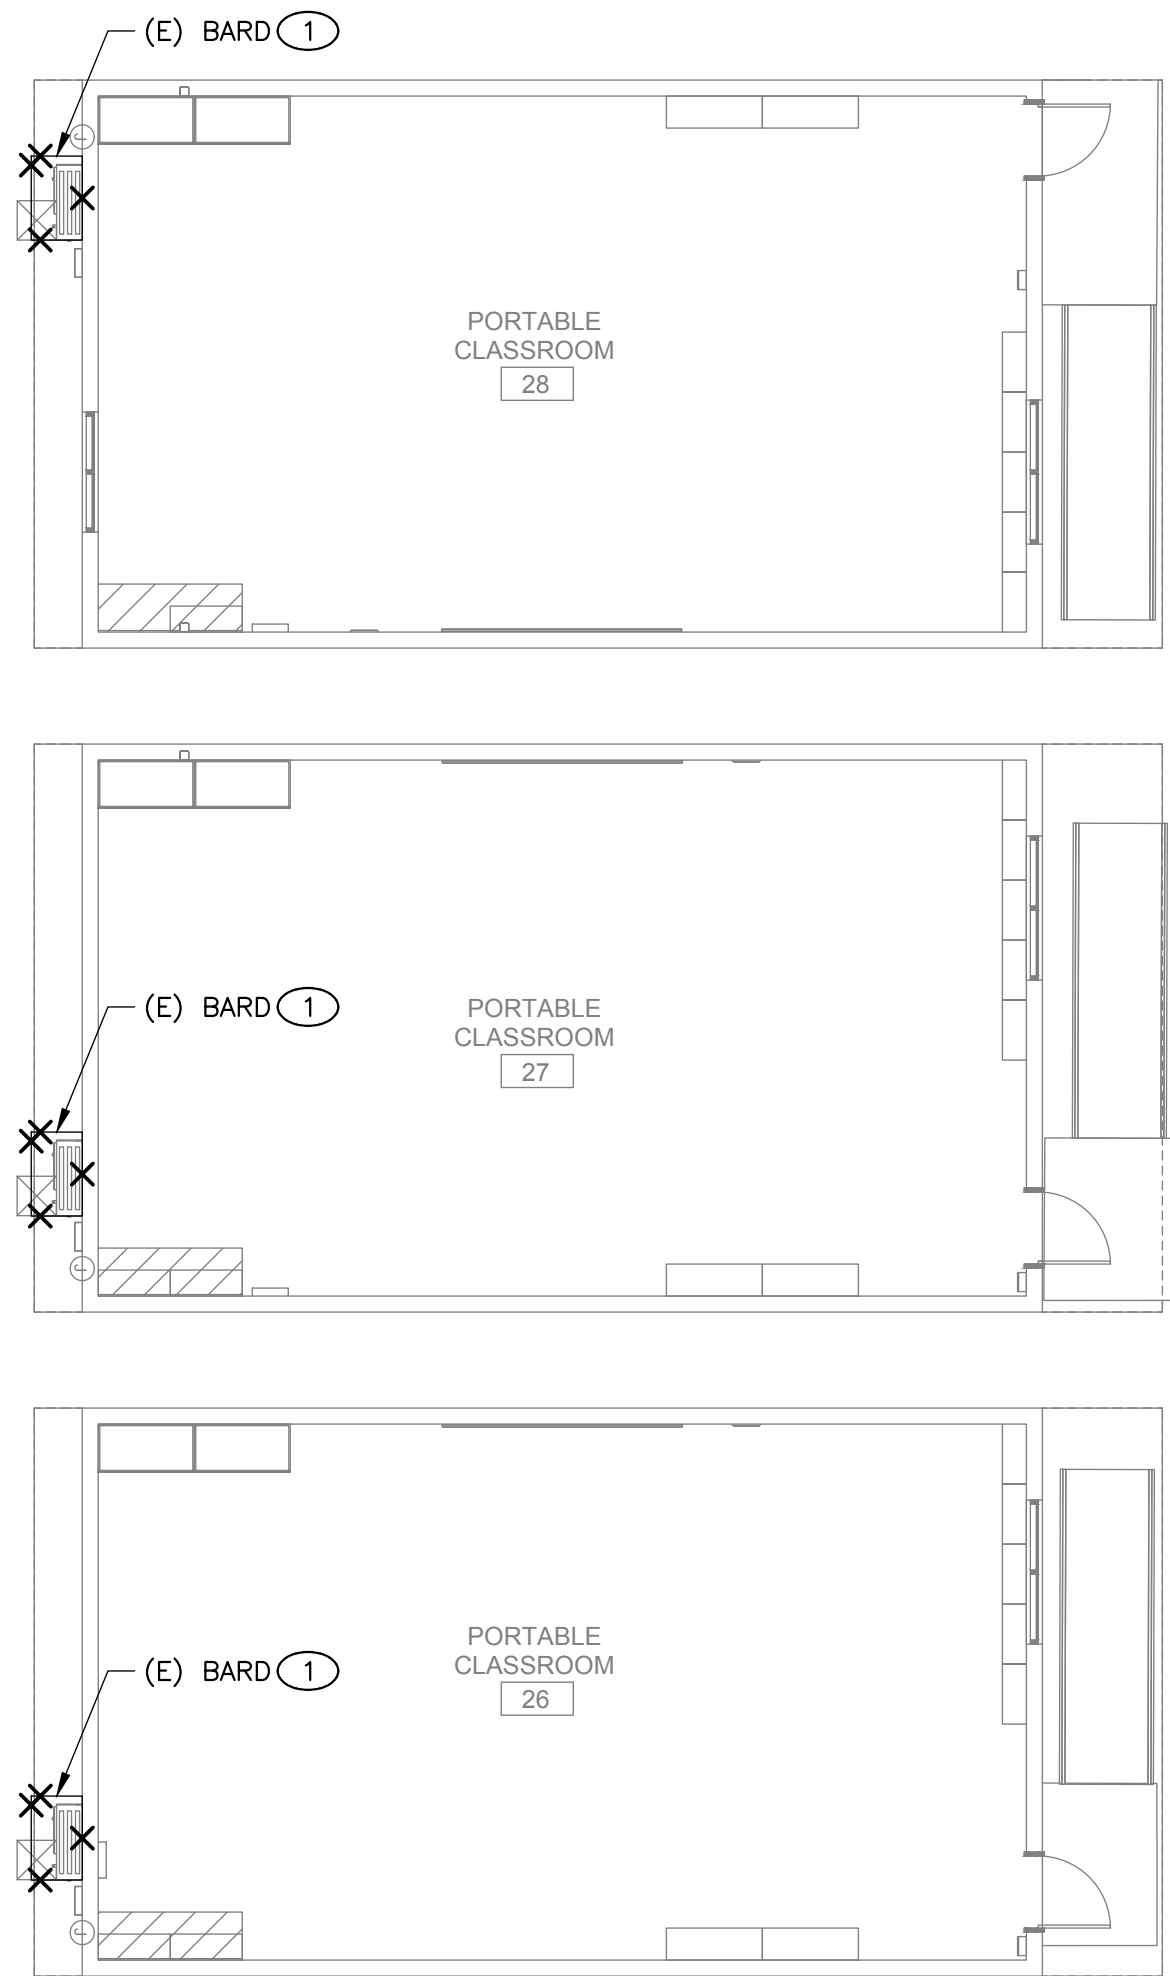 (E) BARD 1
PORTABLE
CLASSROOM
28
J
(E) BARD 1
PORTABLE
CLASSROOM
27
J
(E) BARD 1
PORTABLE
CLASSROOM
26
J